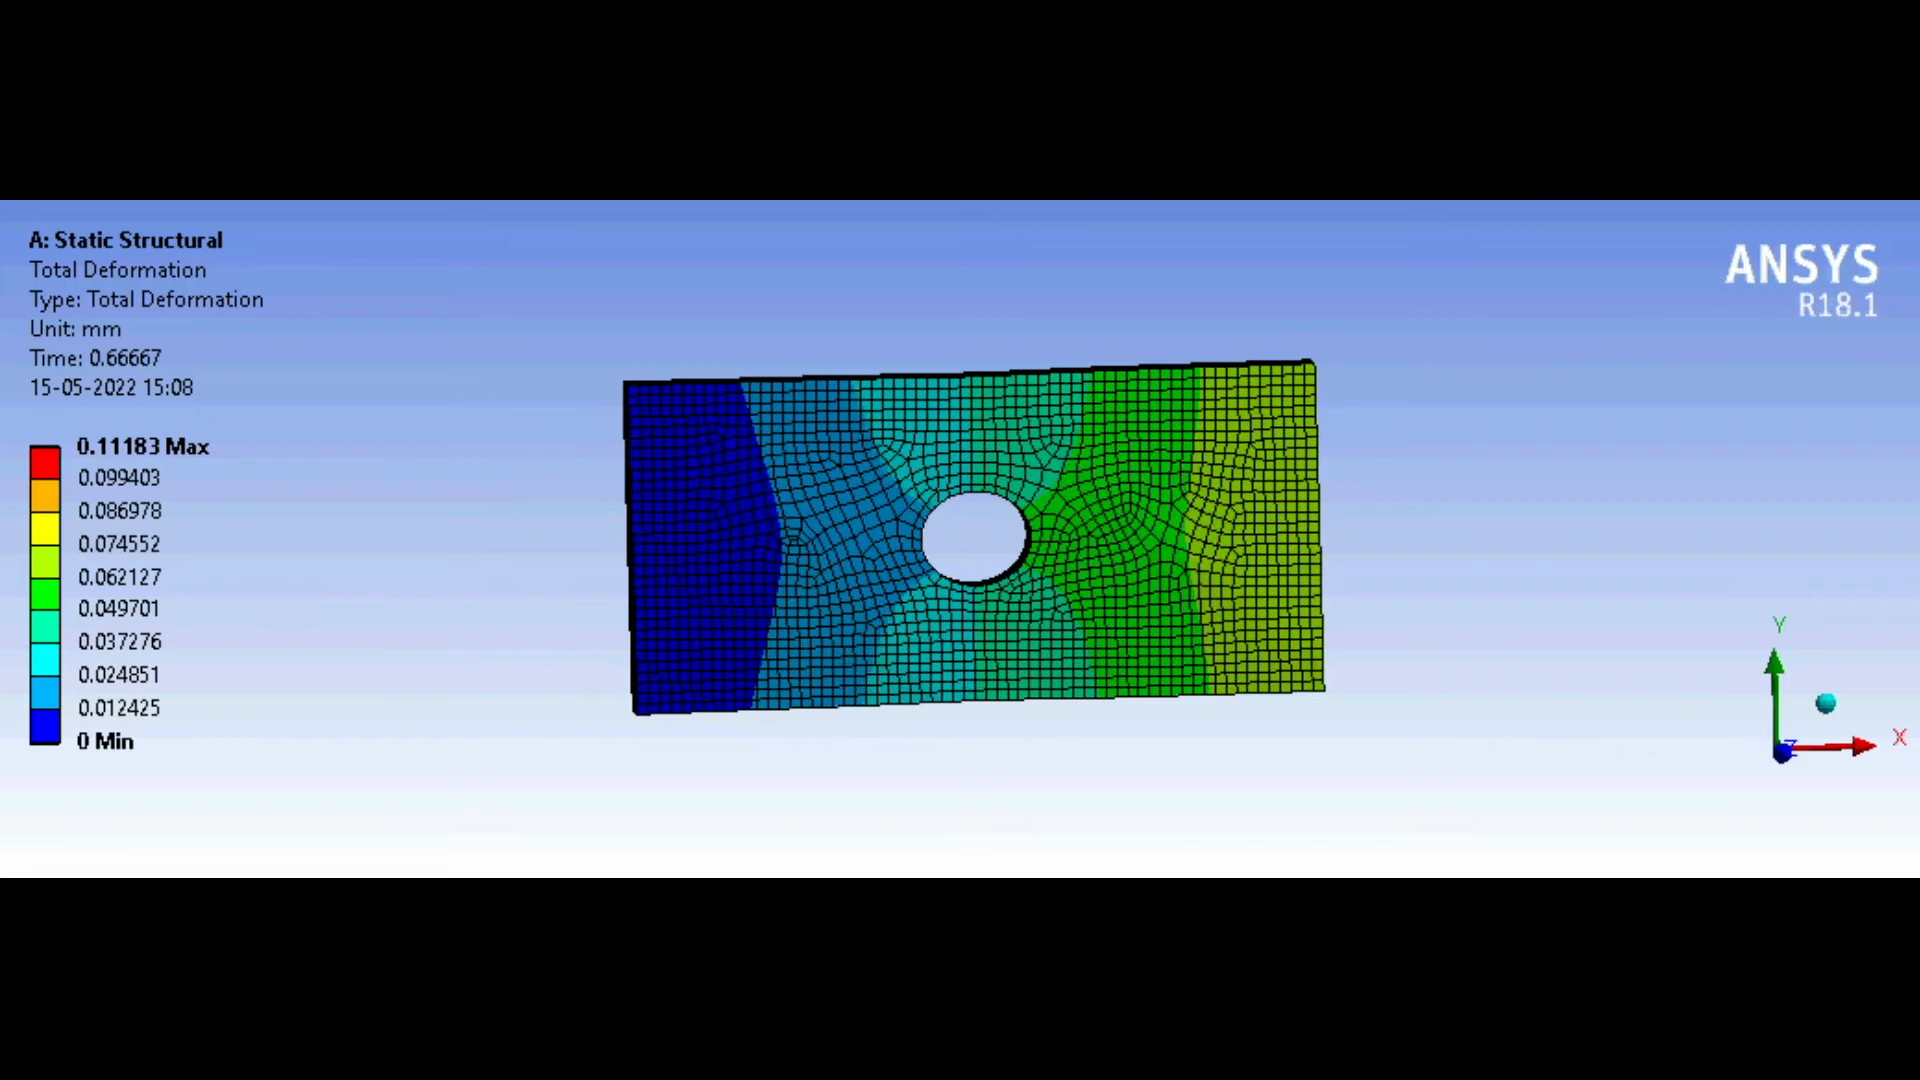 A: Static Structural
Total Deformation
Type: Total Deformation
Unit: mm
Time: 0.66667
15-05-2022 15:08
0.11183 Max
0.099403
0.086978
0.074552
0.062127
0.049701
0.037276
0.024851
0.012425
0 Min
ANSYS
R18.1
Y
Z
X